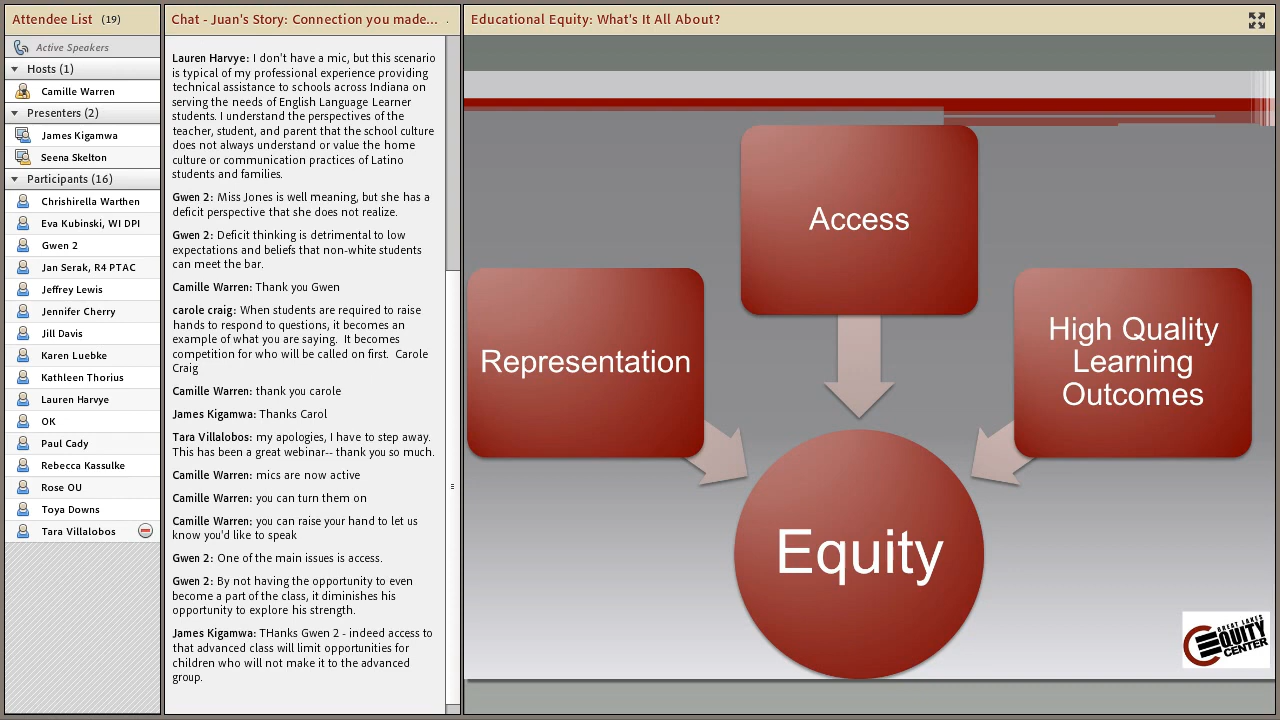 Attendee List (19)
Active Speakers
Hosts (1)
Camille Warren
Presenters (2)
James Kigamwa
Seena Skelton
Participants (16)
Chrishirella Warthen
Eva Kubinski, WI DPI
Gwen 2
Jan Serak, R4 PTAC
Jeffrey Lewis
Jennifer Cherry
Jill Davis
Karen Luebke
Kathleen Thorius
Lauren Harvye
OK
Paul Cady
Rebecca Kassulke
Rose OU
Toya Downs
Tara Villalobos
Chat - Juan's Story: Connection you made...
Lauren Harvye: I don't have a mic, but this scenario
is typical of my professional experience providing
technical assistance to schools across Indiana on
serving the needs of English Language Learner
students. I understand the perspectives of the
teacher, student, and parent that the school culture
does not always understand or value the home
culture or communication practices of Latino
students and families.
Gwen 2: Miss Jones is well meaning, but she has a
deficit perspective that she does not realize.
Gwen 2: Deficit thinking is detrimental to low
expectations and beliefs that non-white students
can meet the bar.
Camille Warren: Thank you Gwen
carole craig: When students are required to raise
hands to respond to questions, it becomes an
example of what you are saying. It becomes
competition for who will be called on first. Carole
Craig
Camille Warren: thank you carole
James Kigamwa: Thanks Carol
Tara Villalobos: my apologies, I have to step away.
This has been a great webinar-- thank you so much.
Camille Warren: mics are now active
Camille Warren: you can turn them on
Camille Warren: you can raise your hand to let us
know you'd like to speak
Gwen 2: One of the main issues is access.
Gwen 2: By not having the opportunity to even
become a part of the class, it diminishes his
opportunity to explore his strength.
James Kigamwa: THanks Gwen 2 - indeed access to
that advanced class will limit opportunities for
children who will not make it to the advanced
group.
Educational Equity: What's It All About?
Access
Representation
High Quality
Learning
Outcomes
Equity
GREAT LAKES
EQUITY
CENTER